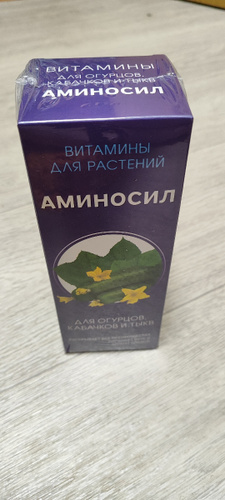 ВИТАМИНЫ
ДЛЯ ОГУРЦОВ,
КАБАЧКОВ И ТЫКВ
АМИНОСИЛ
ВИТАМИНЫ
ДЛЯ РАСТЕНИЙ
АМИНОСИЛ
ДЛЯ ОГУРЦОВ,
КАБАЧКОВ И ТЫКВ